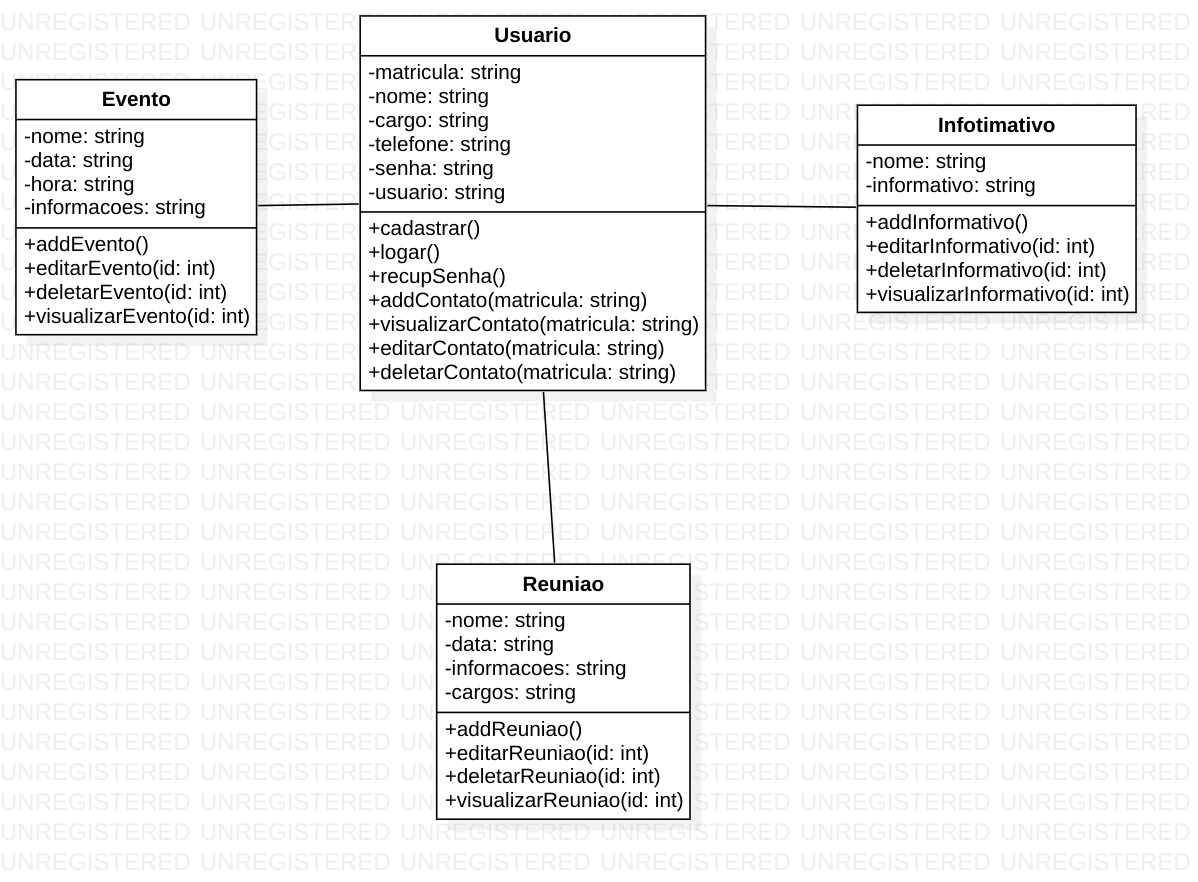 Usuario
-matricula: string
-nome: string
-cargo: string
-telefone: string
-senha: string
-usuario: string
+cadastrar()
+logar()
+recupSenha()
+addContato(matricula: string)
+visualizarContato(matricula: string)
+editarContato(matricula: string)
+deletarContato(matricula: string)
Evento
-nome: string
-data: string
-hora: string
-informacoes: string
+addEvento()
+editarEvento(id: int)
+deletarEvento(id: int)
+visualizarEvento(id: int)
Infotimativo
-nome: string
-informativo: string
+addInformativo()
+editarInformativo(id: int)
+deletarInformativo(id: int)
+visualizarInformativo(id: int)
Reuniao
-nome: string
-data: string
-informacoes: string
-cargos: string
+addReuniao()
+editarReuniao(id: int)
+deletarReuniao(id: int)
+visualizarReuniao(id: int)
UNREGISTERED UNREGISTERED UNREGISTERED UNREGISTERED UNREGISTERED UNREGISTERED